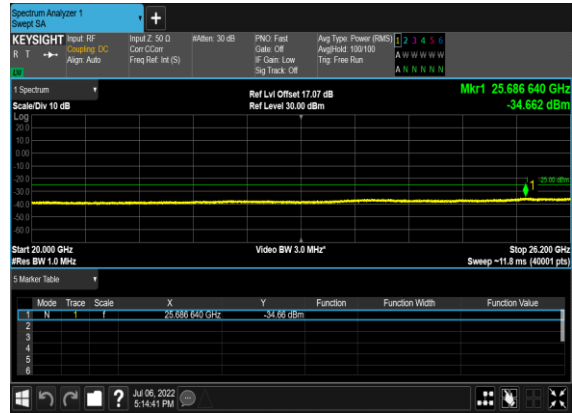 Spectrum Analyzer 1
Swept SA
+
KEYSIGHT Input: RF Input Z: 50 Ω #Atten: 30 dB PNO: Fast Avg Type: Power (RMS) 1 2 3 4 5 6
R T Coupling: DC Corr CCorr Gate: Off Avg|Hold: 100/100 A W W W W W
Align: Auto Freq Ref: Int (S) IF Gain: Low Trig: Free Run
Sig Track: Off A N N N N N
1 Spectrum Ref Lvl Offset 17.07 dB Mkr1 25.686 640 GHz
Scale/Div 10 dB Ref Level 30.00 dBm -34.662 dBm
Log
20.0
10.0
0.00
-10.0
-20.0
-25.00 dBm
1
-30.0
-40.0
-50.0
-60.0
Start 20.000 GHz Video BW 3.0 MHz* Stop 26.200 GHz
#Res BW 1.0 MHz Sweep ~11.8 ms (40001 pts)
5 Marker Table
Mode Trace Scale X Y Function Function Width Function Value
1 N 1 f 25.686 640 GHz -34.66 dBm
2
3
4
5
6
? Jul 06, 2022
5:14:41 PM